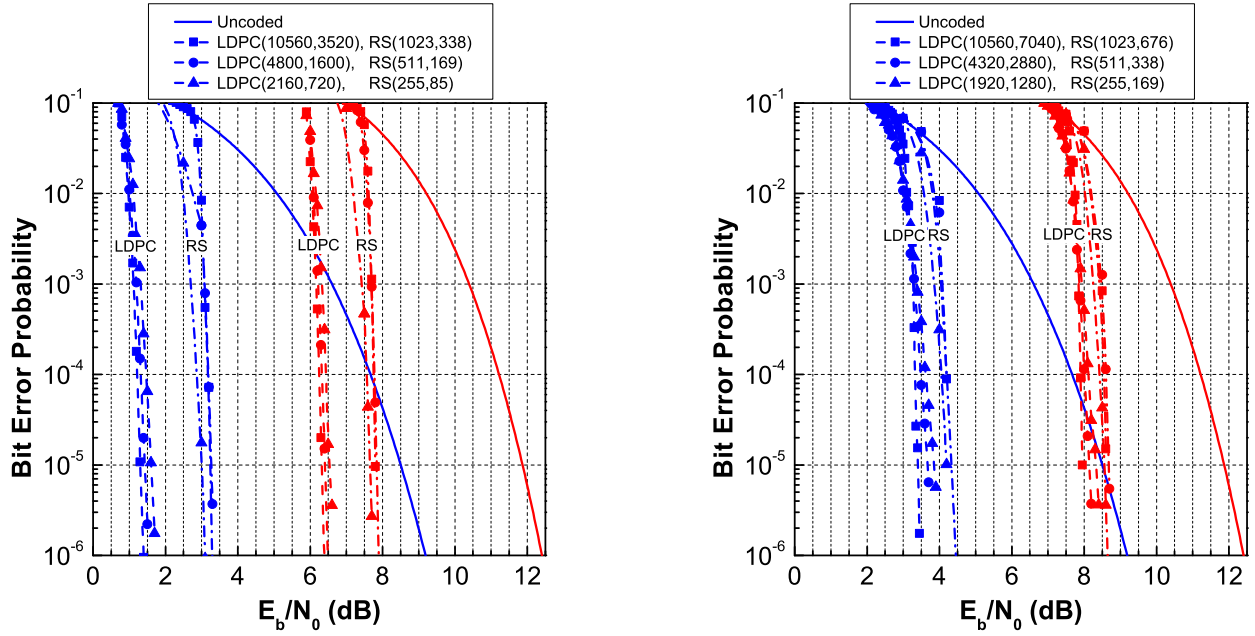 Uncoded
LDPC(10560,3520), RS(1023,338)
LDPC(4800,1600), RS(511,169)
LDPC(2160,720), RS(255,85)
10^-1
10^-2
10^-3
10^-4
10^-5
10^-6
Bit Error Probability
LDPC
RS
LDPC
RS
0 2 4 6 8 10 12
E_b/N_0 (dB)
Uncoded
LDPC(10560,7040), RS(1023,676)
LDPC(4320,2880), RS(511,338)
LDPC(1920,1280), RS(255,169)
10^-1
10^-2
10^-3
10^-4
10^-5
10^-6
Bit Error Probability
LDPC
RS
LDPC
RS
0 2 4 6 8 10 12
E_b/N_0 (dB)